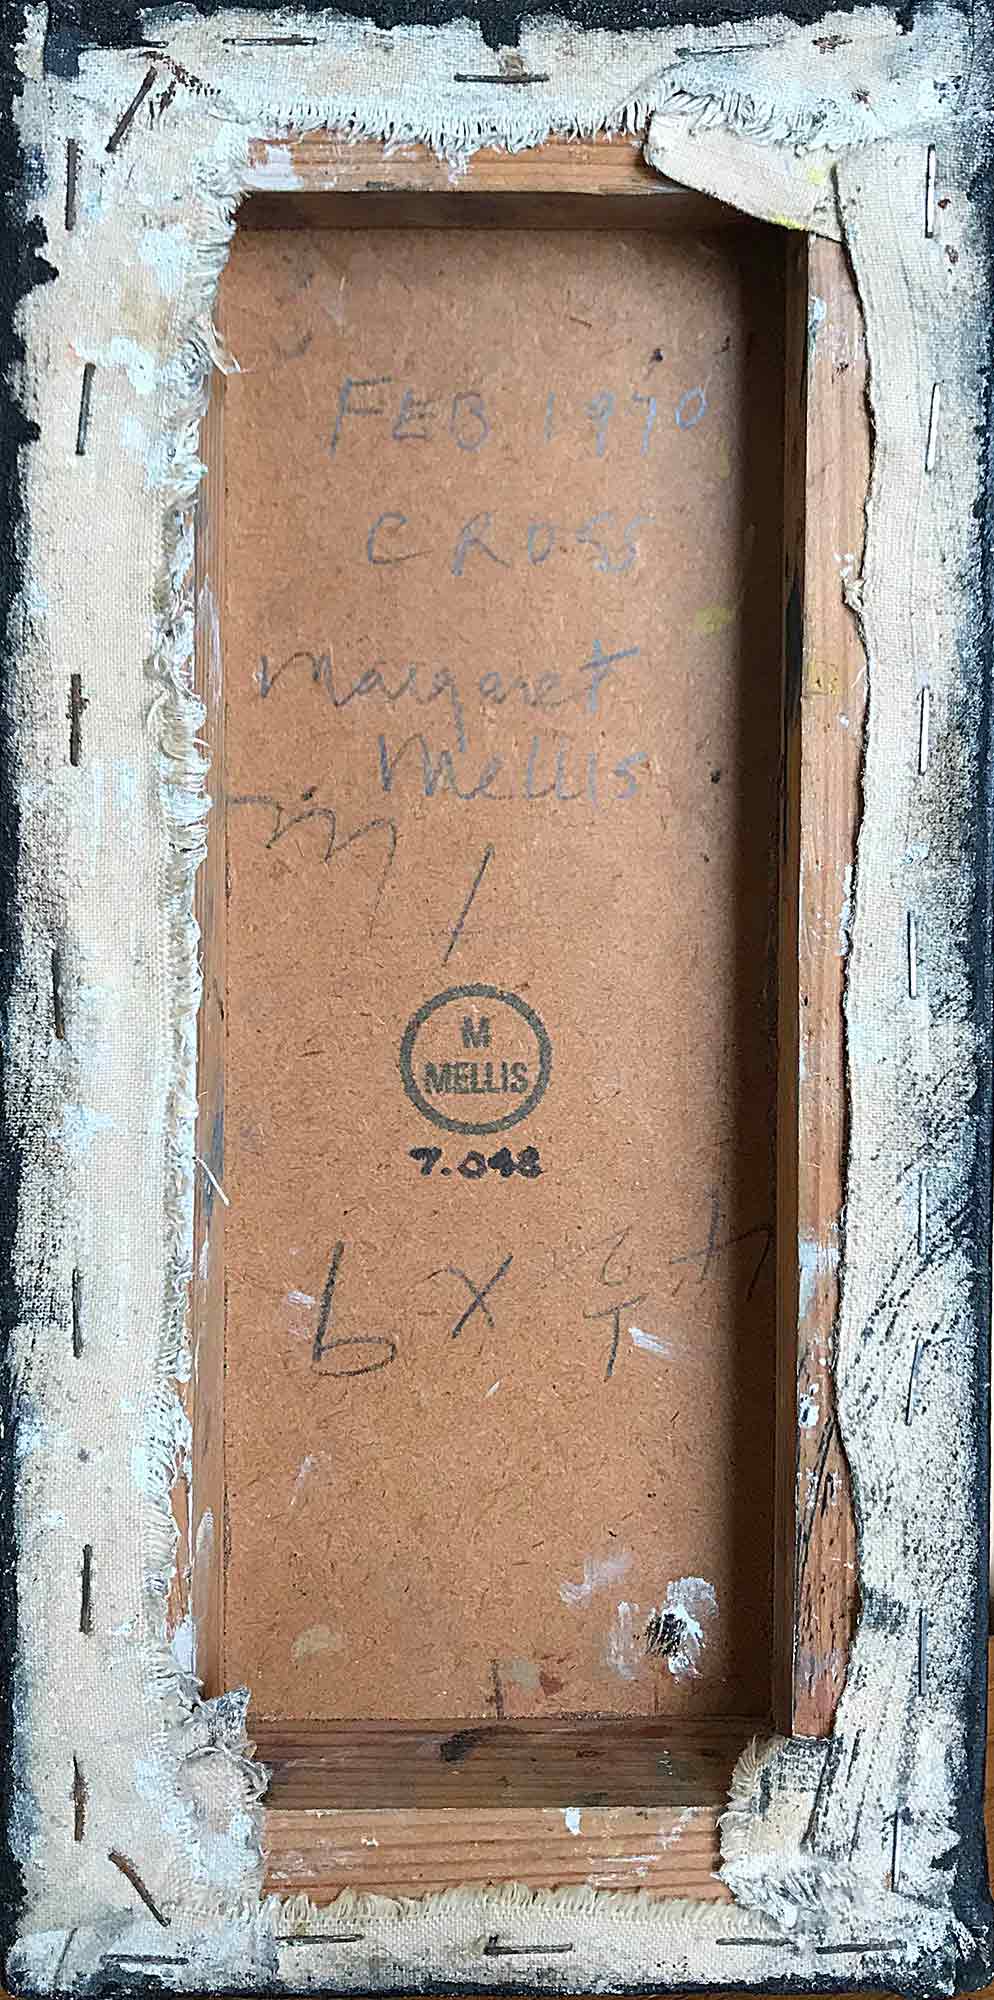 FEB 1970
CROSS
Margaret
Mellis
M
MELLIS
7.048